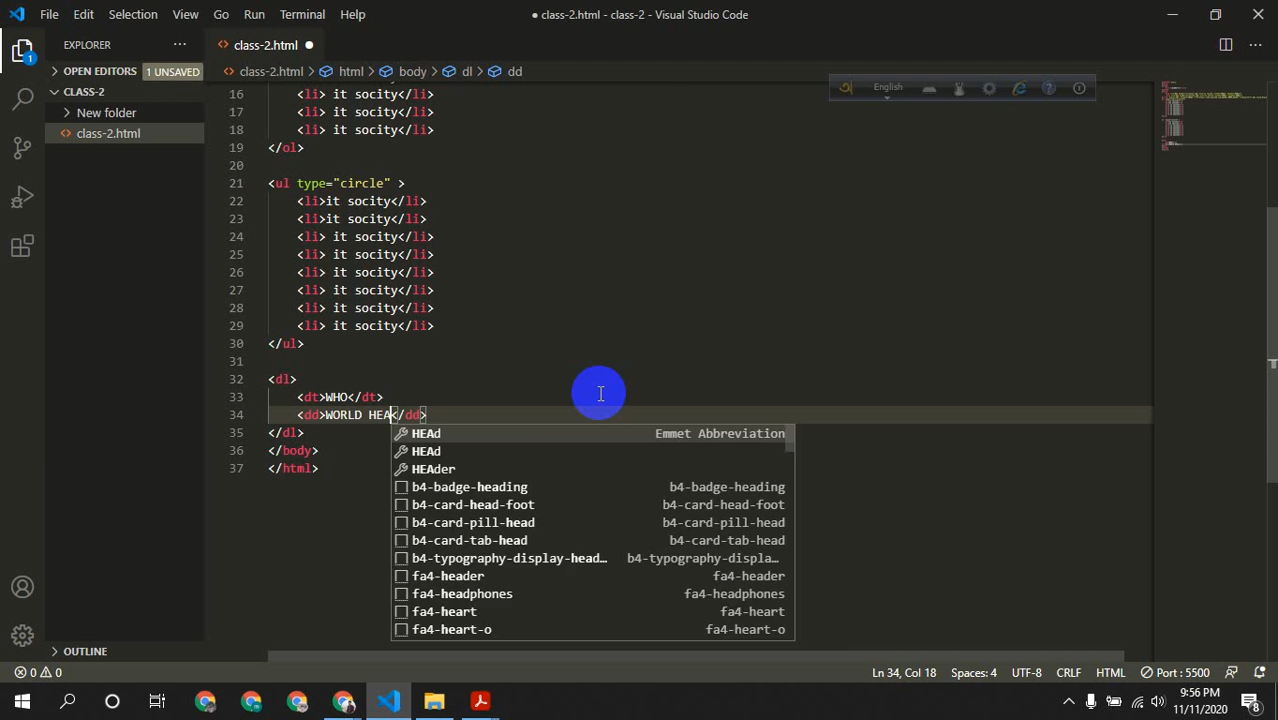 File Edit Selection View Go Run Terminal Help
● class-2.html - class-2 - Visual Studio Code
EXPLORER ···
class-2.html ●
OPEN EDITORS 1 UNSAVED
class-2.html > html > body > dl > dd
CLASS-2
New folder
class-2.html
English
16 <li> it socity</li>
17 <li> it socity</li>
18 <li> it socity</li>
19 </ol>
20
21 <ul type="circle" >
22 <li>it socity</li>
23 <li>it socity</li>
24 <li> it socity</li>
25 <li> it socity</li>
26 <li> it socity</li>
27 <li> it socity</li>
28 <li> it socity</li>
29 <li> it socity</li>
30 </ul>
31
32 <dl>
33 <dt>WHO</dt>
34 <dd>WORLD HEA</dd>
35 </dl>
36 </body>
37 </html>
HEAd Emmet Abbreviation
HEAd
HEAder
b4-badge-heading b4-badge-heading
b4-card-head-foot b4-card-head-foot
b4-card-pill-head b4-card-pill-head
b4-card-tab-head b4-card-tab-head
b4-typography-display-head… b4-typography-displa…
fa4-header fa4-header
fa4-headphones fa4-headphones
fa4-heart fa4-heart
fa4-heart-o fa4-heart-o
OUTLINE
0 0
Ln 34, Col 18 Spaces: 4 UTF-8 CRLF HTML Port : 5500
9:56 PM
11/11/2020
1
8